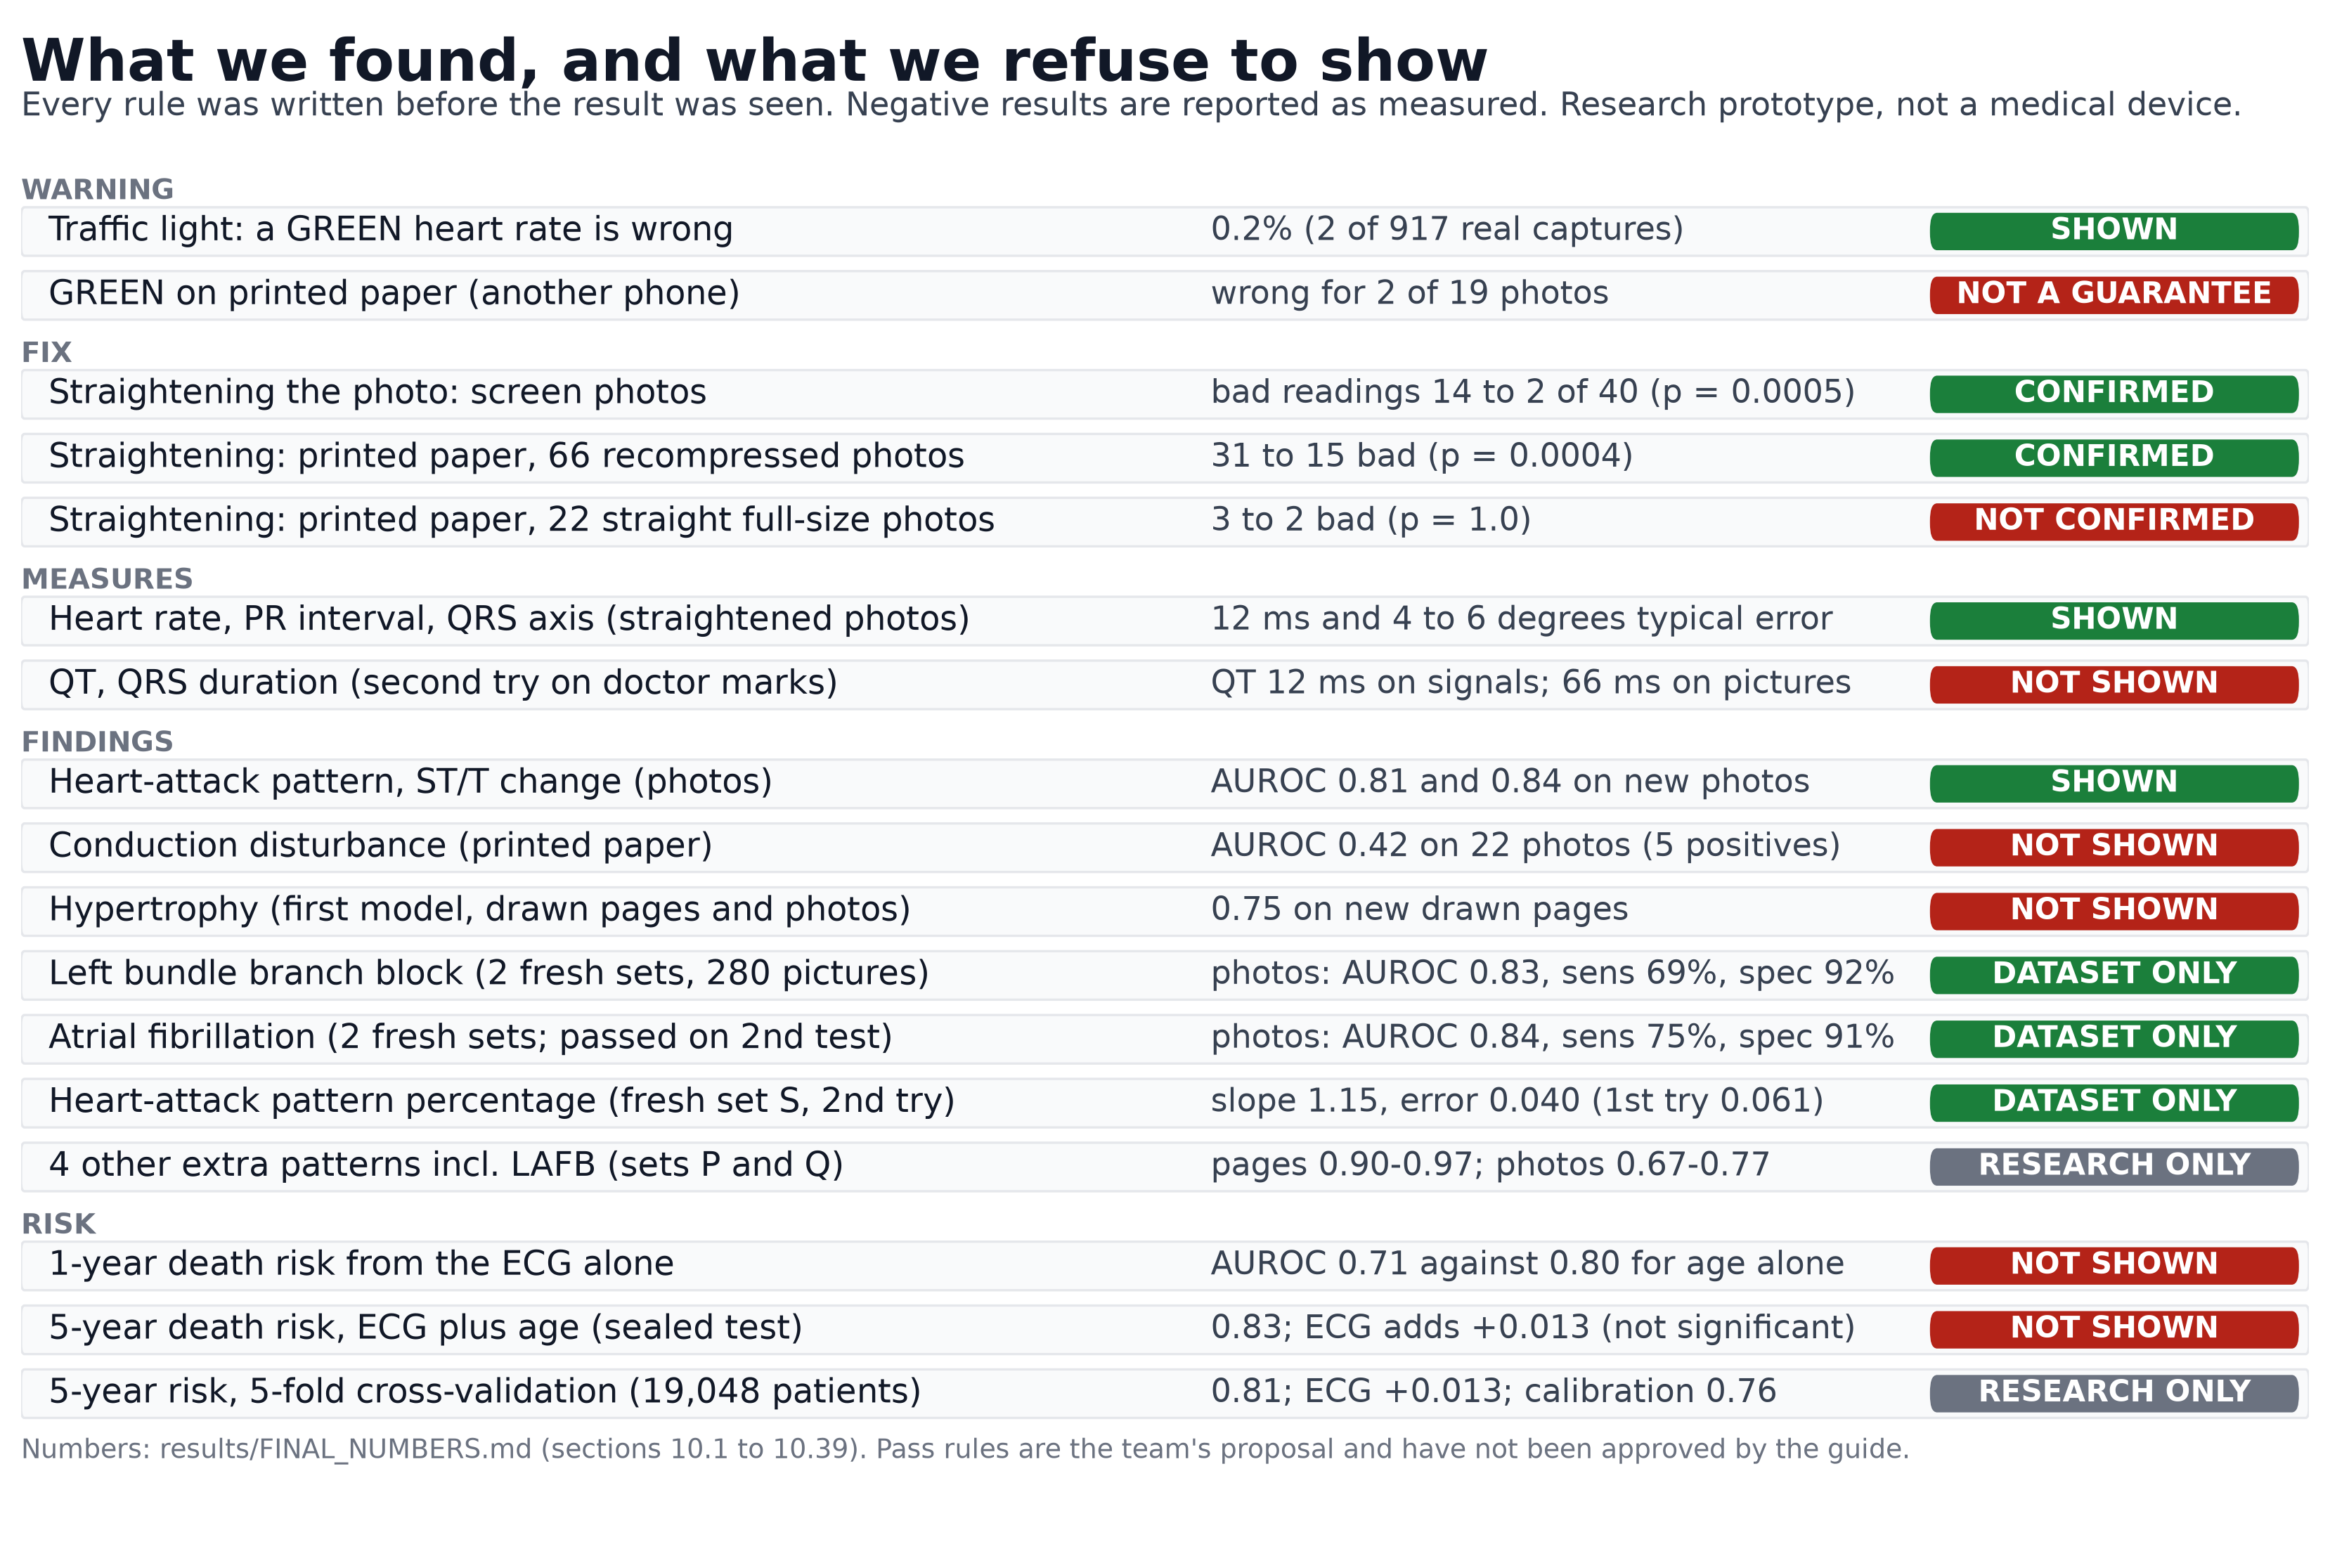 What we found, and what we refuse to show
Every rule was written before the result was seen. Negative results are reported as measured. Research prototype, not a medical device.
WARNING
Traffic light: a GREEN heart rate is wrong 0.2% (2 of 917 real captures) SHOWN
GREEN on printed paper (another phone) wrong for 2 of 19 photos NOT A GUARANTEE
FIX
Straightening the photo: screen photos bad readings 14 to 2 of 40 (p = 0.0005) CONFIRMED
Straightening: printed paper, 66 recompressed photos 31 to 15 bad (p = 0.0004) CONFIRMED
Straightening: printed paper, 22 straight full-size photos 3 to 2 bad (p = 1.0) NOT CONFIRMED
MEASURES
Heart rate, PR interval, QRS axis (straightened photos) 12 ms and 4 to 6 degrees typical error SHOWN
QT, QRS duration (second try on doctor marks) QT 12 ms on signals; 66 ms on pictures NOT SHOWN
FINDINGS
Heart-attack pattern, ST/T change (photos) AUROC 0.81 and 0.84 on new photos SHOWN
Conduction disturbance (printed paper) AUROC 0.42 on 22 photos (5 positives) NOT SHOWN
Hypertrophy (first model, drawn pages and photos) 0.75 on new drawn pages NOT SHOWN
Left bundle branch block (2 fresh sets, 280 pictures) photos: AUROC 0.83, sens 69%, spec 92% DATASET ONLY
Atrial fibrillation (2 fresh sets; passed on 2nd test) photos: AUROC 0.84, sens 75%, spec 91% DATASET ONLY
Heart-attack pattern percentage (fresh set S, 2nd try) slope 1.15, error 0.040 (1st try 0.061) DATASET ONLY
4 other extra patterns incl. LAFB (sets P and Q) pages 0.90-0.97; photos 0.67-0.77 RESEARCH ONLY
RISK
1-year death risk from the ECG alone AUROC 0.71 against 0.80 for age alone NOT SHOWN
5-year death risk, ECG plus age (sealed test) 0.83; ECG adds +0.013 (not significant) NOT SHOWN
5-year risk, 5-fold cross-validation (19,048 patients) 0.81; ECG +0.013; calibration 0.76 RESEARCH ONLY
Numbers: results/FINAL_NUMBERS.md (sections 10.1 to 10.39). Pass rules are the team's proposal and have not been approved by the guide.